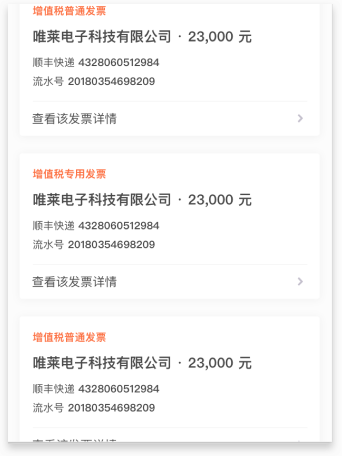 增值税普通发票
唯莱电子科技有限公司 · 23,000 元
顺丰快递 4328060512984
流水号 20180354698209
查看该发票详情
增值税专用发票
唯莱电子科技有限公司 · 23,000 元
顺丰快递 4328060512984
流水号 20180354698209
查看该发票详情
增值税普通发票
唯莱电子科技有限公司 · 23,000 元
顺丰快递 4328060512984
流水号 20180354698209